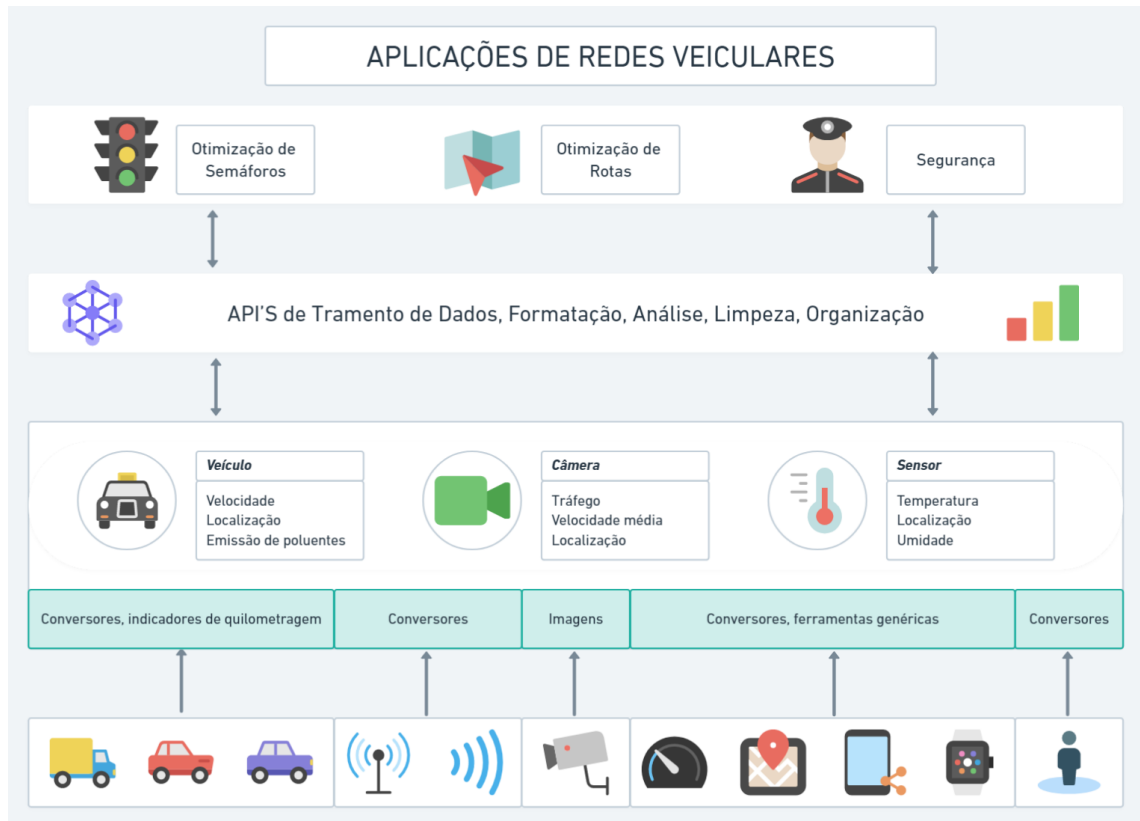 APLICAÇÕES DE REDES VEICULARES
Otimização de
Semáforos
Otimização de
Rotas
Segurança
API'S de Tramento de Dados, Formatação, Análise, Limpeza, Organização
Veículo
Velocidade
Localização
Emissão de poluentes
Câmera
Tráfego
Velocidade média
Localização
Sensor
Temperatura
Localização
Umidade
Conversores, indicadores de quilometragem
Conversores
Imagens
Conversores, ferramentas genéricas
Conversores